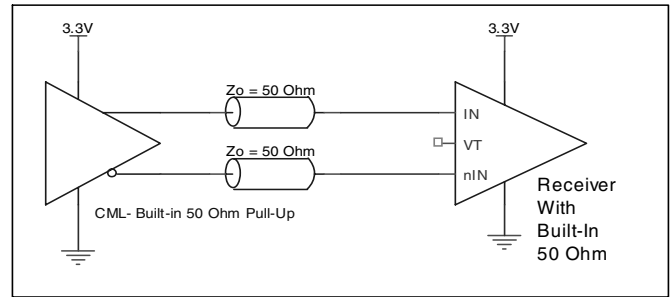 3.3V
3.3V
Zo = 50 Ohm
IN
VT
Zo = 50 Ohm
nIN
Receiver
With
Built-In
50 Ohm
CML- Built-in 50 Ohm Pull-Up